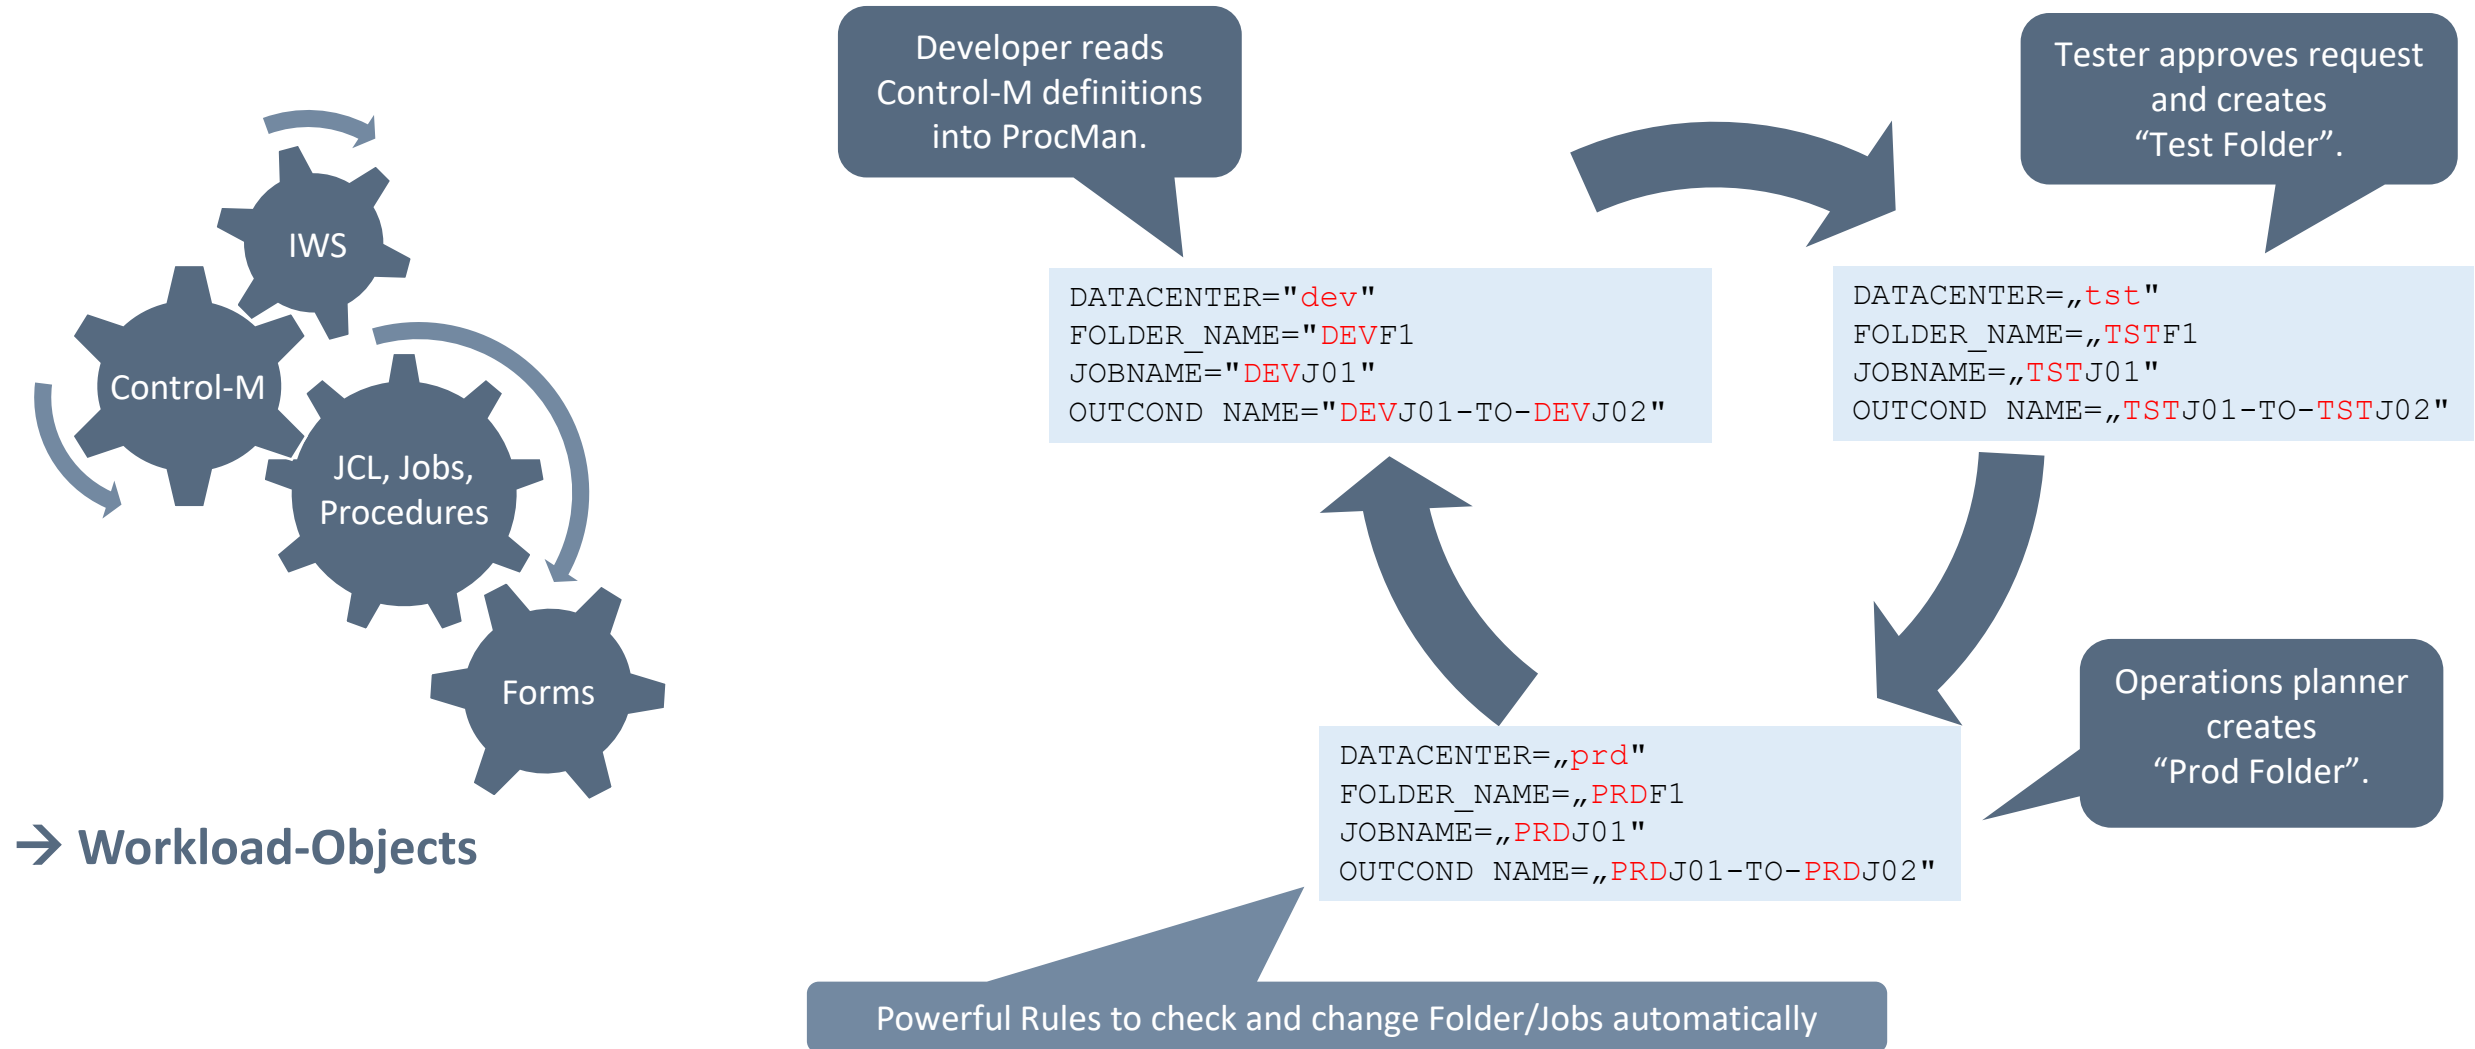 IWS
Control-M
JCL, Jobs,
Procedures
Forms
→ Workload-Objects
Developer reads
Control-M definitions
into ProcMan.
DATACENTER="dev"
FOLDER_NAME="DEVF1
JOBNAME="DEVJ01"
OUTCOND NAME="DEVJ01-TO-DEVJ02"
Tester approves request
and creates
“Test Folder”.
DATACENTER=„tst"
FOLDER_NAME=„TSTF1
JOBNAME=„TSTJ01"
OUTCOND NAME=„TSTJ01-TO-TSTJ02"
Operations planner
creates
“Prod Folder”.
DATACENTER=„prd"
FOLDER_NAME=„PRDF1
JOBNAME=„PRDJ01"
OUTCOND NAME=„PRDJ01-TO-PRDJ02"
Powerful Rules to check and change Folder/Jobs automatically